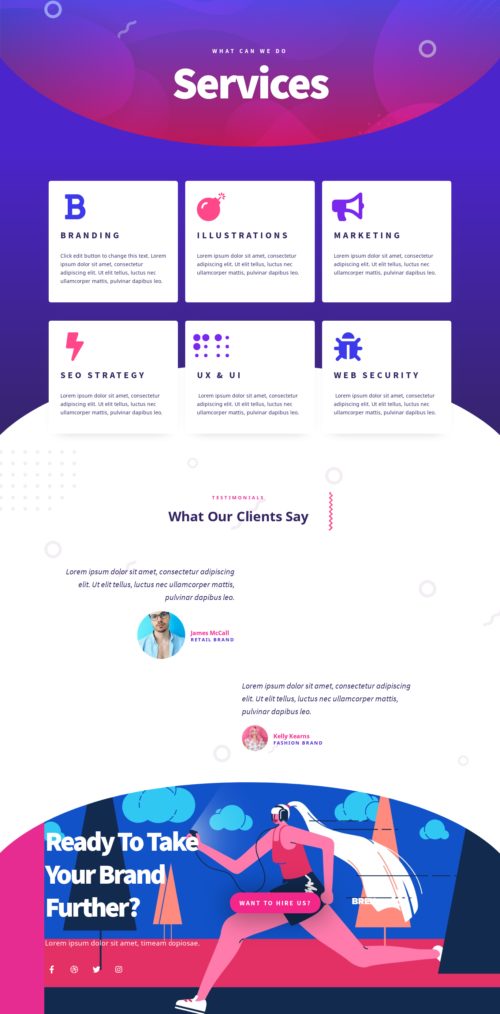 WHAT CAN WE DO
Services
BRANDING
Click edit button to change this text. Lorem
ipsum dolor sit amet, consectetur
adipiscing elit. Ut elit tellus, luctus nec
ullamcorper mattis, pulvinar dapibus leo.
ILLUSTRATIONS
Lorem ipsum dolor sit amet, consectetur
adipiscing elit. Ut elit tellus, luctus nec
ullamcorper mattis, pulvinar dapibus leo.
MARKETING
Lorem ipsum dolor sit amet, consectetur
adipiscing elit. Ut elit tellus, luctus nec
ullamcorper mattis, pulvinar dapibus leo.
SEO STRATEGY
Lorem ipsum dolor sit amet, consectetur
adipiscing elit. Ut elit tellus, luctus nec
ullamcorper mattis, pulvinar dapibus leo.
UX & UI
Lorem ipsum dolor sit amet, consectetur
adipiscing elit. Ut elit tellus, luctus nec
ullamcorper mattis, pulvinar dapibus leo.
WEB SECURITY
Lorem ipsum dolor sit amet, consectetur
adipiscing elit. Ut elit tellus, luctus nec
ullamcorper mattis, pulvinar dapibus leo.
TESTIMONIALS
What Our Clients Say
Lorem ipsum dolor sit amet, consectetur adipiscing
elit. Ut elit tellus, luctus nec ullamcorper mattis,
pulvinar dapibus leo.
James McCall
RETAIL BRAND
Lorem ipsum dolor sit amet, consectetur adipiscing
elit. Ut elit tellus, luctus nec ullamcorper mattis,
pulvinar dapibus leo.
Kelly Kearns
FASHION BRAND
Ready To Take
Your Brand
Further?
WANT TO HIRE US?
Lorem ipsum dolor sit amet, timeam dopiosae.